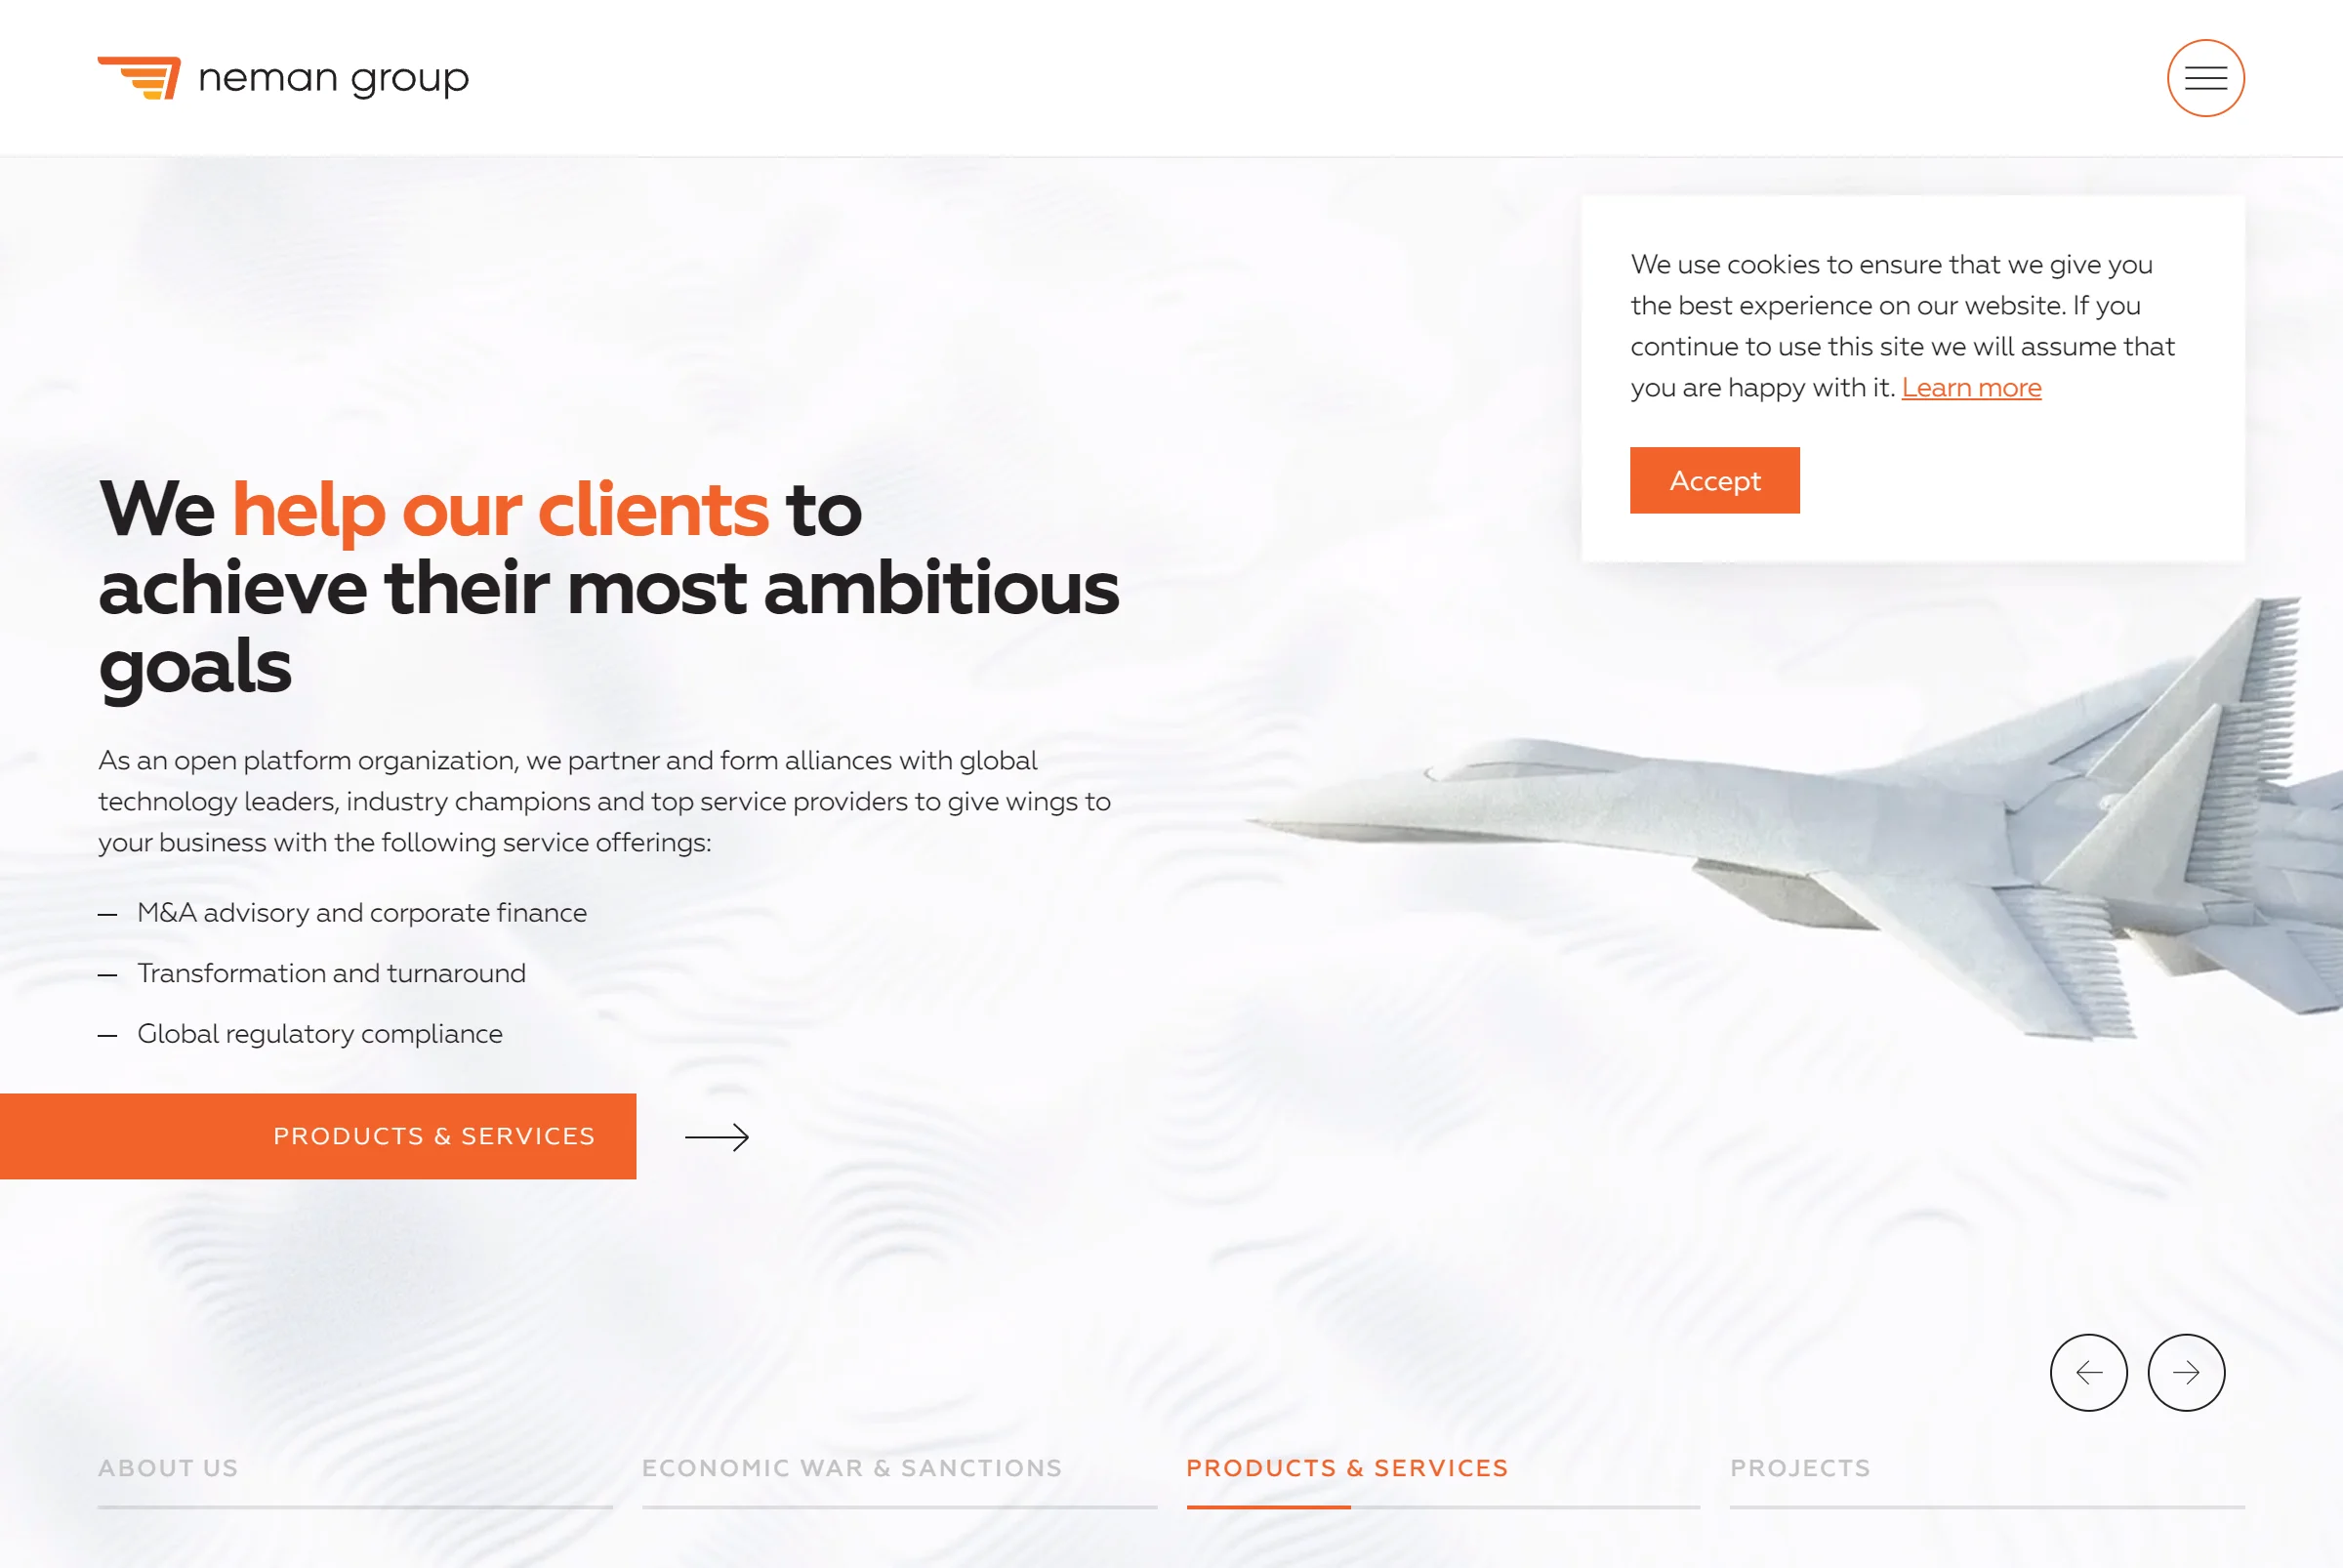 neman group
We use cookies to ensure that we give you
the best experience on our website. If you
continue to use this site we will assume that
you are happy with it. Learn more
Accept
We help our clients to
achieve their most ambitious
goals
As an open platform organization, we partner and form alliances with global
technology leaders, industry champions and top service providers to give wings to
your business with the following service offerings:
— M&A advisory and corporate finance
— Transformation and turnaround
— Global regulatory compliance
PRODUCTS & SERVICES
ABOUT US
ECONOMIC WAR & SANCTIONS
PRODUCTS & SERVICES
PROJECTS